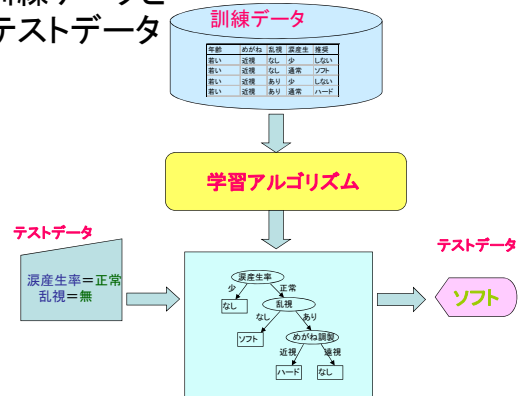 訓練データと
テストデータ
訓練データ
年齢 めがね 乱視 涙産生 推奨
若い 近視 なし 少 しない
若い 近視 なし 通常 ソフト
若い 近視 あり 少 しない
若い 近視 あり 通常 ハード
学習アルゴリズム
テストデータ
涙産生率=正常
乱視=無
涙産生率
少 正常
なし 乱視
なし あり
ソフト めがね調製
近視 遠視
ハード なし
テストデータ
ソフト